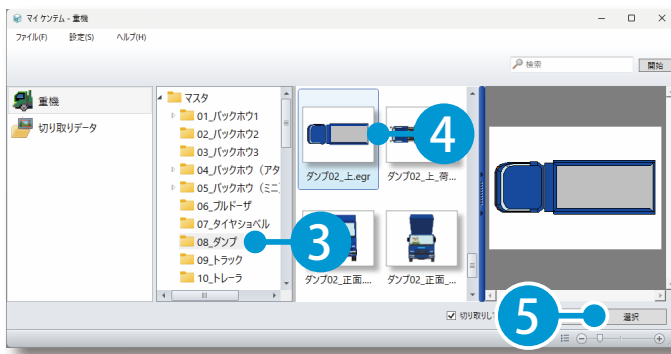 マイ ケンテム - 重機
ファイル(F) 設定(S) ヘルプ(H)
検索
開始
重機
切り取りデータ
マスタ
01_バックホウ1
02_バックホウ2
03_バックホウ3
04_バックホウ (アタ
05_バックホウ (ミニ
06_ブルドーザ
07_タイヤショベル
08_ダンプ
09_トラック
10_トレーラ
3
ダンプ02_上.egr
ダンプ02_上_荷...
4
ダンプ02_正面....
ダンプ02_正面_...
切り取りして
5
選択